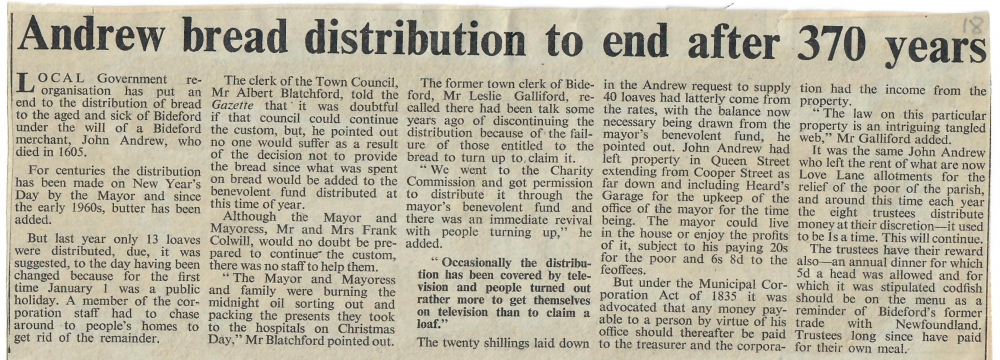 18
Andrew bread distribution to end after 370 years
LOCAL Government re-
organisation has put an
end to the distribution of bread
to the aged and sick of Bideford
under the will of a Bideford
merchant, John Andrew, who
died in 1605.
For centuries the distribution
has been made on New Year's
Day by the Mayor and since
the early 1960s, butter has been
added.
But last year only 13 loaves
were distributed, due, it was
suggested, to the day having been
changed because for the first
time January 1 was a public
holiday. A member of the cor-
poration staff had to chase
around to people's homes to
get rid of the remainder.
The clerk of the Town Council,
Mr Albert Blatchford, told the
Gazette that it was doubtful
if that council could continue
the custom, but, he pointed out
no one would suffer as a result
of the decision not to provide
the bread since what was spent
on bread would be added to the
benevolent fund distributed at
this time of year.
Although the Mayor and
Mayoress, Mr and Mrs Frank
Colwill, would no doubt be pre-
pared to continue the custom,
there was no staff to help them.
"The Mayor and Mayoress
and family were burning the
midnight oil sorting out and
packing the presents they took
to the hospitals on Christmas
Day," Mr Blatchford pointed out.
The former town clerk of Bide-
ford, Mr Leslie Galliford, re-
called there had been talk some
years ago of discontinuing the
distribution because of the fail-
ure of those entitled to the
bread to turn up to claim it.
"We went to the Charity
Commission and got permission
to distribute it through the
mayor's benevolent fund and
there was an immediate revival
with people turning up," he
added.
"Occasionally the distribu-
tion has been covered by tele-
vision and people turned out
rather more to get themselves
on television than to claim a
loaf."
The twenty shillings laid down
in the Andrew request to supply
40 loaves had latterly come from
the rates, with the balance now
necessary being drawn from the
mayor's benevolent fund, he
pointed out. John Andrew had
left property in Queen Street
extending from Cooper Street as
far down and including Heard's
Garage for the upkeep of the
office of the mayor for the time
being. The mayor could live
in the house or enjoy the profits
of it, subject to his paying 20s
for the poor and 6s 8d to the
feoffees.
But under the Municipal Cor-
poration Act of 1835 it was
advocated that any money pay-
able to a person by virtue of his
office should thereafter be paid
to the treasurer and the corpora-
tion had the income from the
property.
"The law on this particular
property is an intriguing tangled
web," Mr Galliford added.
It was the same John Andrew
who left the rent of what are now
Love Lane allotments for the
relief of the poor of the parish,
and around this time each year
the eight trustees distribute
money at their discretion—it used
to be 1s a time. This will continue.
The trustees have their reward
also—an annual dinner for which
5d a head was allowed and for
which it was stipulated codfish
should be on the menu as a
reminder of Bideford's former
trade with Newfoundland.
Trustees long since have paid
for their own meal.